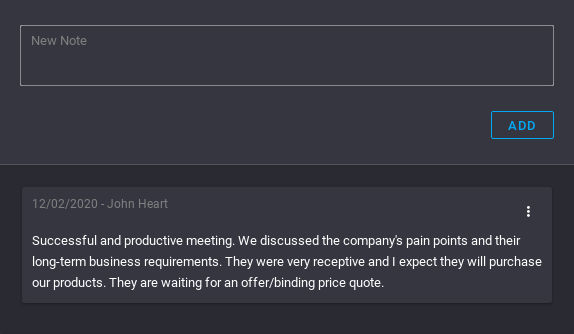 New Note
ADD
12/02/2020 - John Heart
Successful and productive meeting. We discussed the company's pain points and their
long-term business requirements. They were very receptive and I expect they will purchase
our products. They are waiting for an offer/binding price quote.